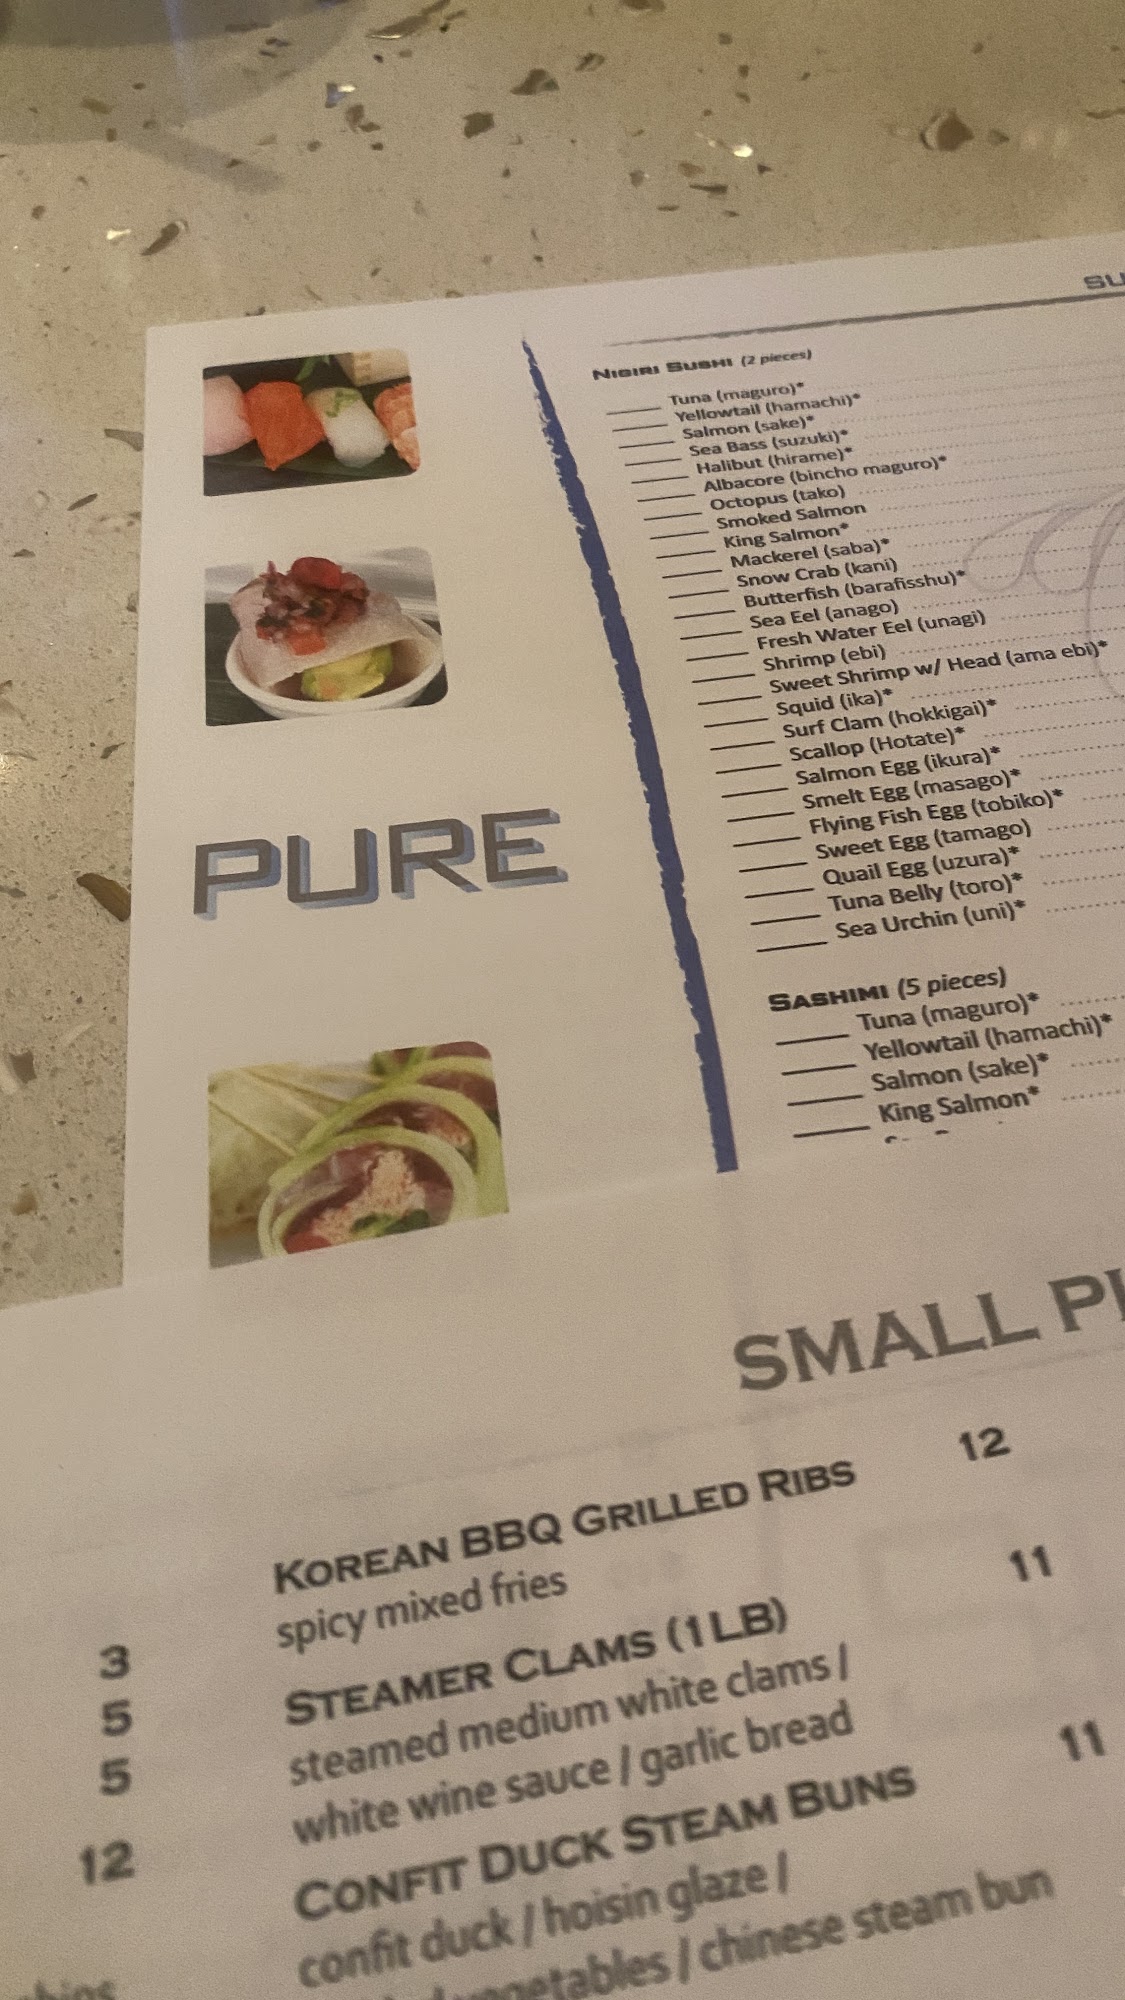 SU
NIGIRI SUSHI (2 pieces)
Tuna (maguro)*
Yellowtail (hamachi)*
Salmon (sake)*
Sea Bass (suzuki)*
Halibut (hirame)*
Albacore (bincho maguro)*
Octopus (tako)
Smoked Salmon
King Salmon*
Mackerel (saba)*
Snow Crab (kani)
Butterfish (barafisshu)*
Sea Eel (anago)
Fresh Water Eel (unagi)
Shrimp (ebi)
Sweet Shrimp w/ Head (ama ebi)*
Squid (ika)*
Surf Clam (hokkigai)*
Scallop (Hotate)*
Salmon Egg (ikura)*
Smelt Egg (masago)*
Flying Fish Egg (tobiko)*
Sweet Egg (tamago)
Quail Egg (uzura)*
Tuna Belly (toro)*
Sea Urchin (uni)*
PURE
SASHIMI (5 pieces)
Tuna (maguro)*
Yellowtail (hamachi)*
Salmon (sake)*
King Salmon*
SMALL
KOREAN BBQ GRILLED RIBS 12
spicy mixed fries
STEAMER CLAMS (1 LB) 11
steamed medium white clams /
white wine sauce / garlic bread
CONFIT DUCK STEAM BUNS 11
confit duck / hoisin glaze /
vegetables / chinese steam bun
3
5
5
12